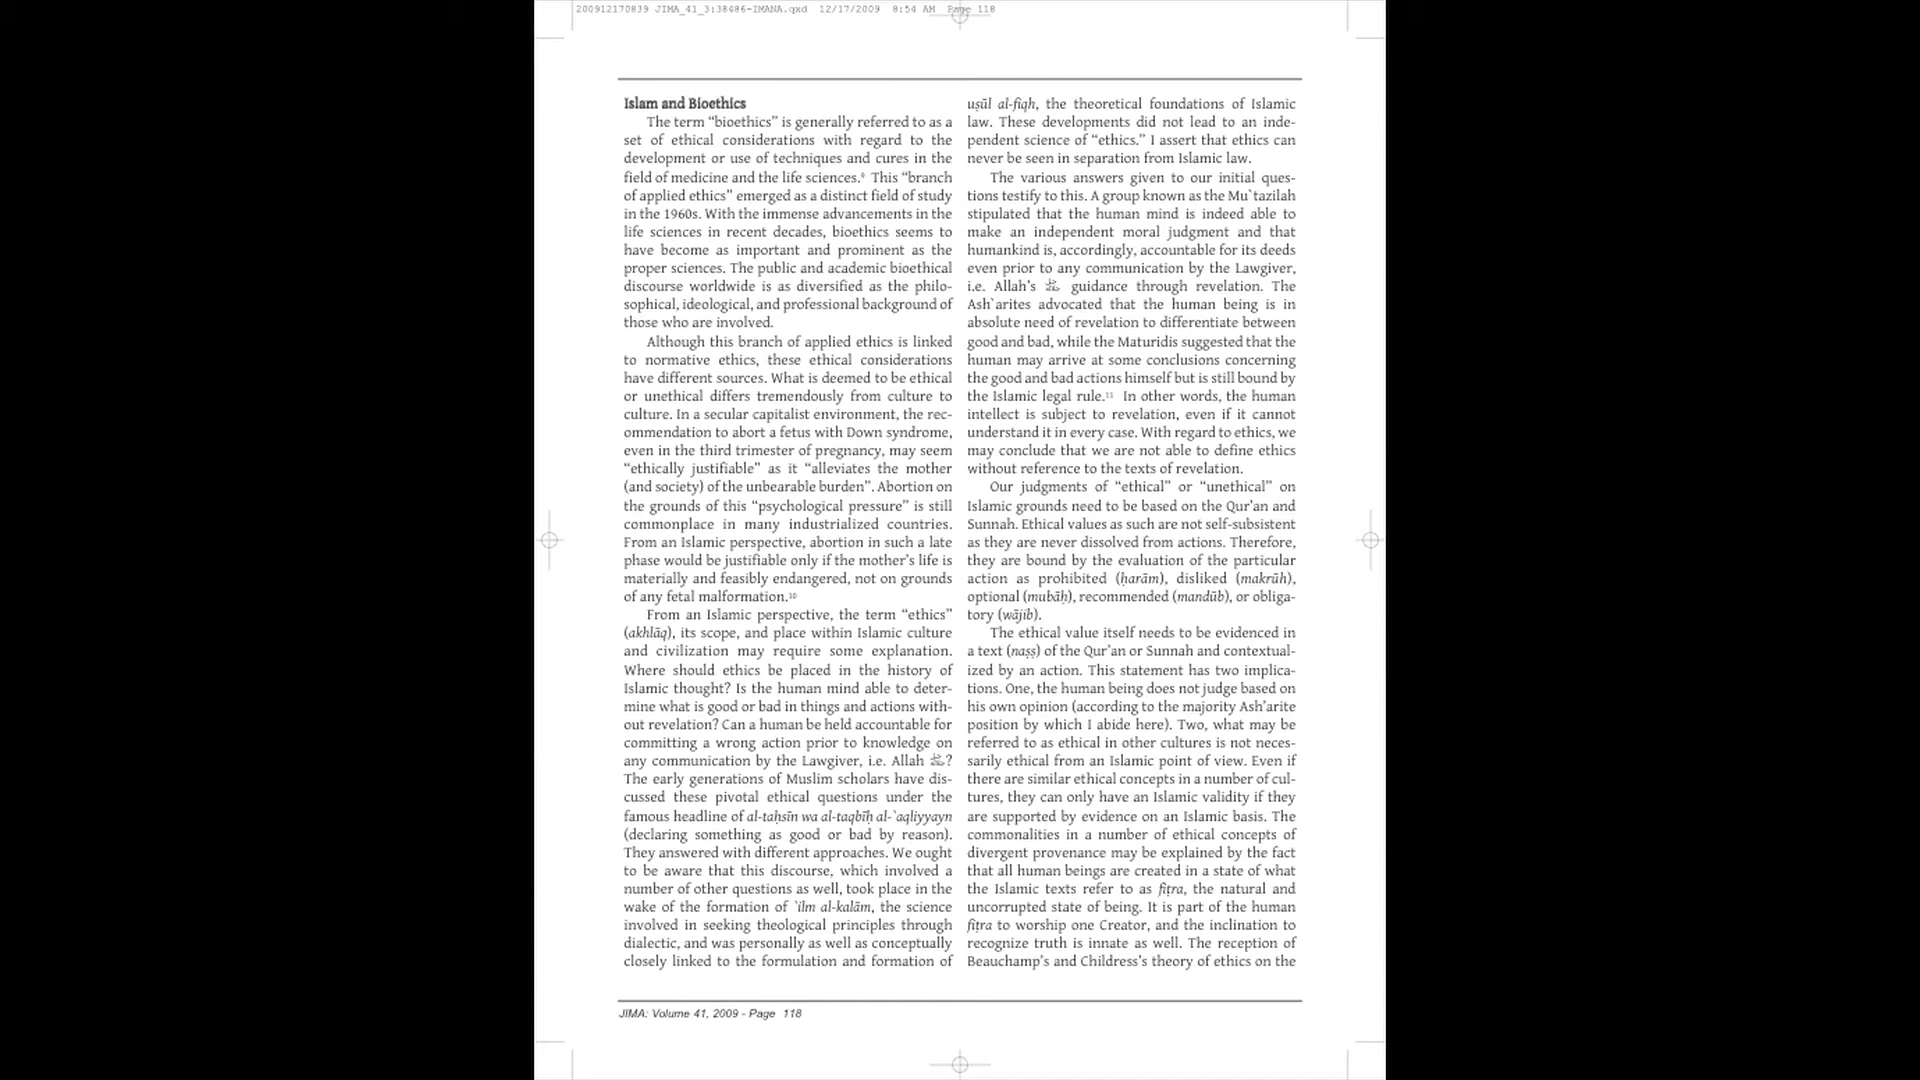 200912170839 JIMA_41_3:38486-IMANA.qxd 12/17/2009 8:54 AM Page 118
Islam and Bioethics
The term “bioethics” is generally referred to as a
set of ethical considerations with regard to the
development or use of techniques and cures in the
field of medicine and the life sciences.⁹ This “branch
of applied ethics” emerged as a distinct field of study
in the 1960s. With the immense advancements in the
life sciences in recent decades, bioethics seems to
have become as important and prominent as the
proper sciences. The public and academic bioethical
discourse worldwide is as diversified as the philo-
sophical, ideological, and professional background of
those who are involved.
Although this branch of applied ethics is linked
to normative ethics, these ethical considerations
have different sources. What is deemed to be ethical
or unethical differs tremendously from culture to
culture. In a secular capitalist environment, the rec-
ommendation to abort a fetus with Down syndrome,
even in the third trimester of pregnancy, may seem
“ethically justifiable” as it “alleviates the mother
(and society) of the unbearable burden”. Abortion on
the grounds of this “psychological pressure” is still
commonplace in many industrialized countries.
From an Islamic perspective, abortion in such a late
phase would be justifiable only if the mother’s life is
materially and feasibly endangered, not on grounds
of any fetal malformation.¹⁰
From an Islamic perspective, the term “ethics”
(akhlāq), its scope, and place within Islamic culture
and civilization may require some explanation.
Where should ethics be placed in the history of
Islamic thought? Is the human mind able to deter-
mine what is good or bad in things and actions with-
out revelation? Can a human be held accountable for
committing a wrong action prior to knowledge on
any communication by the Lawgiver, i.e. Allah ﷻ?
The early generations of Muslim scholars have dis-
cussed these pivotal ethical questions under the
famous headline of al-taḥsīn wa al-taqbīḥ al-`aqliyyayn
(declaring something as good or bad by reason).
They answered with different approaches. We ought
to be aware that this discourse, which involved a
number of other questions as well, took place in the
wake of the formation of `ilm al-kalām, the science
involved in seeking theological principles through
dialectic, and was personally as well as conceptually
closely linked to the formulation and formation of
uṣūl al-fiqh, the theoretical foundations of Islamic
law. These developments did not lead to an inde-
pendent science of “ethics.” I assert that ethics can
never be seen in separation from Islamic law.
The various answers given to our initial ques-
tions testify to this. A group known as the Mu`tazilah
stipulated that the human mind is indeed able to
make an independent moral judgment and that
humankind is, accordingly, accountable for its deeds
even prior to any communication by the Lawgiver,
i.e. Allah’s ﷻ guidance through revelation. The
Ash`arites advocated that the human being is in
absolute need of revelation to differentiate between
good and bad, while the Maturidis suggested that the
human may arrive at some conclusions concerning
the good and bad actions himself but is still bound by
the Islamic legal rule.¹¹ In other words, the human
intellect is subject to revelation, even if it cannot
understand it in every case. With regard to ethics, we
may conclude that we are not able to define ethics
without reference to the texts of revelation.
Our judgments of “ethical” or “unethical” on
Islamic grounds need to be based on the Qur’an and
Sunnah. Ethical values as such are not self-subsistent
as they are never dissolved from actions. Therefore,
they are bound by the evaluation of the particular
action as prohibited (ḥarām), disliked (makrūh),
optional (mubāḥ), recommended (mandūb), or obliga-
tory (wājib).
The ethical value itself needs to be evidenced in
a text (naṣṣ) of the Qur’an or Sunnah and contextual-
ized by an action. This statement has two implica-
tions. One, the human being does not judge based on
his own opinion (according to the majority Ash’arite
position by which I abide here). Two, what may be
referred to as ethical in other cultures is not neces-
sarily ethical from an Islamic point of view. Even if
there are similar ethical concepts in a number of cul-
tures, they can only have an Islamic validity if they
are supported by evidence on an Islamic basis. The
commonalities in a number of ethical concepts of
divergent provenance may be explained by the fact
that all human beings are created in a state of what
the Islamic texts refer to as fiṭra, the natural and
uncorrupted state of being. It is part of the human
fiṭra to worship one Creator, and the inclination to
recognize truth is innate as well. The reception of
Beauchamp’s and Childress’s theory of ethics on the
JIMA: Volume 41, 2009 - Page 118